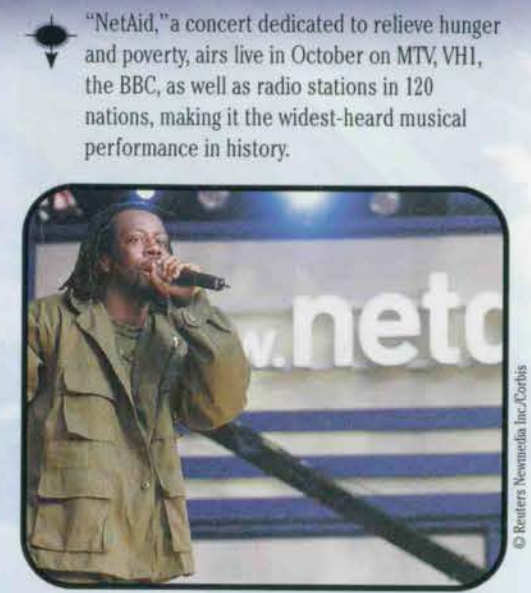 “NetAid,”a concert dedicated to relieve hunger
and poverty, airs live in October on MTV, VH1,
the BBC, as well as radio stations in 120
nations, making it the widest-heard musical
performance in history.
w.netc
© Reuters Newmedia Inc./Corbis